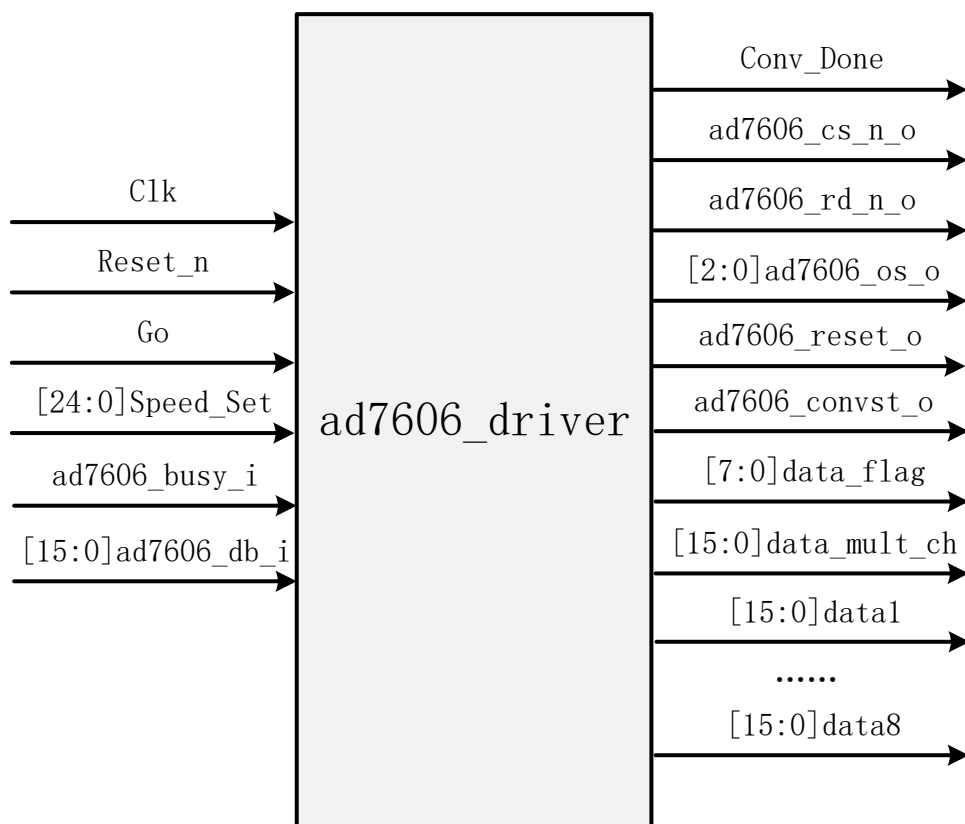 Clk
Reset_n
Go
[24:0]Speed_Set
ad7606_busy_i
[15:0]ad7606_db_i
ad7606_driver
Conv_Done
ad7606_cs_n_o
ad7606_rd_n_o
[2:0]ad7606_os_o
ad7606_reset_o
ad7606_convst_o
[7:0]data_flag
[15:0]data_mult_ch
[15:0]data1
……
[15:0]data8